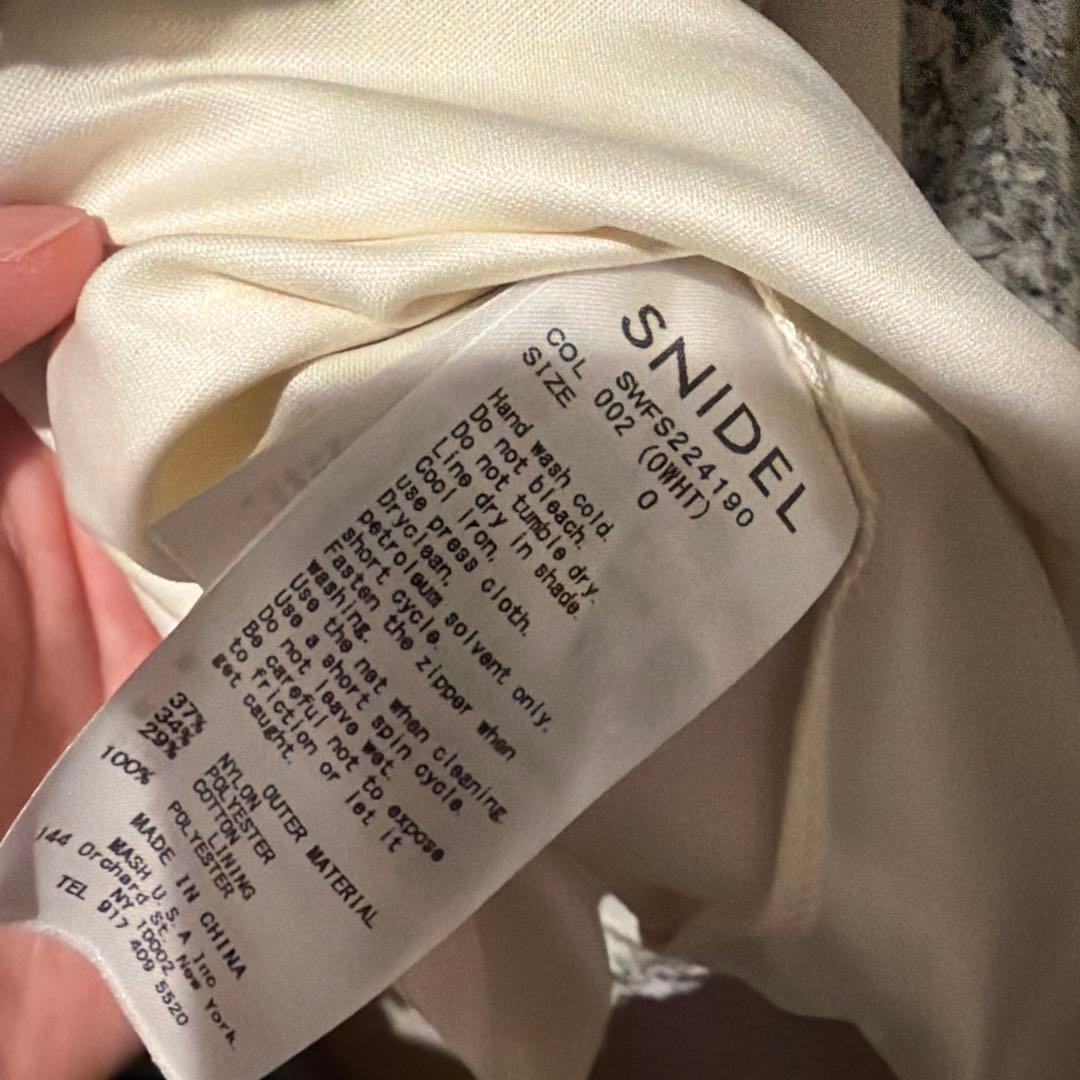 SNIDEL
SWFS224190
COL 002 (OWHT)
SIZE 0
Hand wash cold.
Do not bleach.
Do not tumble dry.
Line dry in shade.
Cool iron,
use press cloth.
Dryclean,
petroleum solvent only.
short cycle.
Fasten the zipper when
washing.
Use the net when cleaning.
Use a short spin cycle.
Do not leave wet.
Be careful not to expose
to friction or let it
get caught.
OUTER MATERIAL
37% NYLON
34% POLYESTER
29% COTTON
LINING
100% POLYESTER
MADE IN CHINA
MASH U.S.A Inc
144 Orchard St. New York.
NY 10002
TEL 917 409 5520